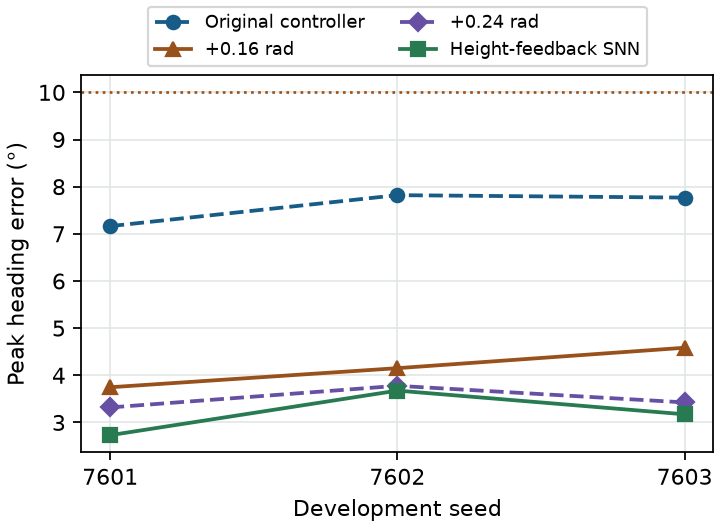 Original controller
+0.16 rad
+0.24 rad
Height-feedback SNN
Peak heading error (°)
10
9
8
7
6
5
4
3
7601
7602
7603
Development seed